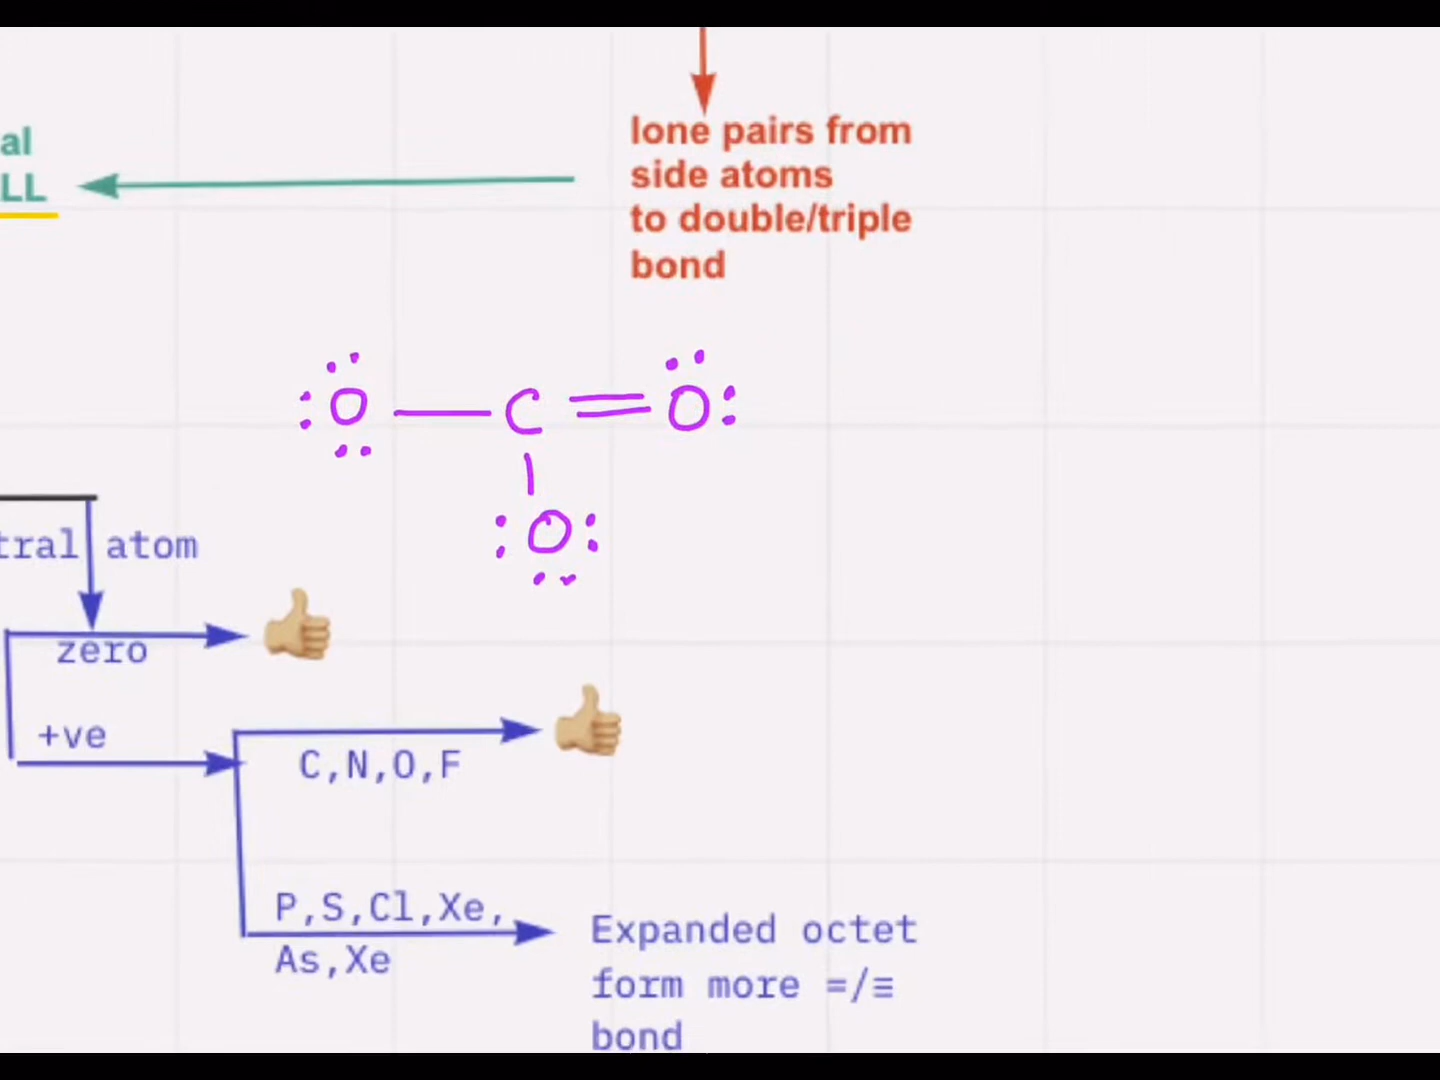 al
LL
lone pairs from
side atoms
to double/triple
bond
:O — C = O:
:O:
tral atom
zero
+ve
C,N,O,F
P,S,Cl,Xe,
As,Xe
Expanded octet
form more =/≡
bond